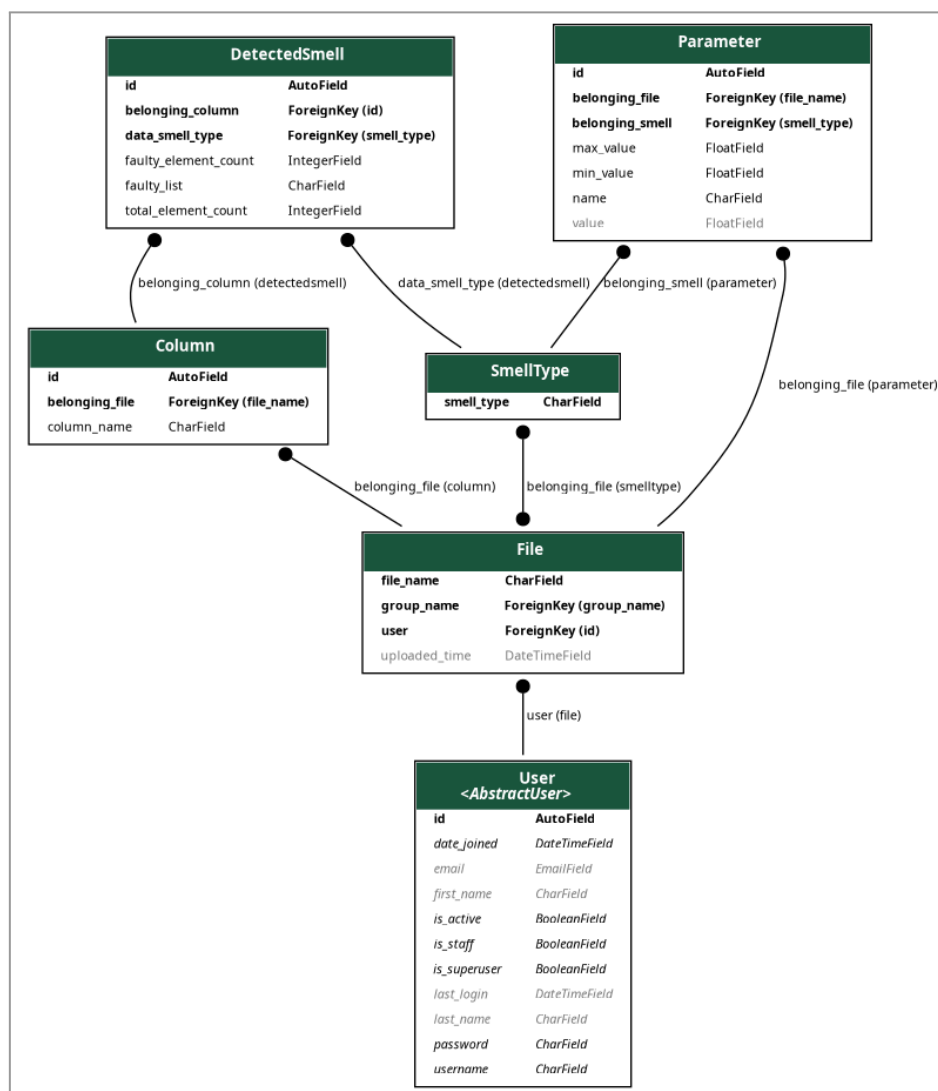 DetectedSmell
id AutoField
belonging_column ForeignKey (id)
data_smell_type ForeignKey (smell_type)
faulty_element_count IntegerField
faulty_list CharField
total_element_count IntegerField
Parameter
id AutoField
belonging_file ForeignKey (file_name)
belonging_smell ForeignKey (smell_type)
max_value FloatField
min_value FloatField
name CharField
value FloatField
belonging_column (detectedsmell)
data_smell_type (detectedsmell)
belonging_smell (parameter)
Column
id AutoField
belonging_file ForeignKey (file_name)
column_name CharField
SmellType
smell_type CharField
belonging_file (parameter)
belonging_file (column)
belonging_file (smelltype)
File
file_name CharField
group_name ForeignKey (group_name)
user ForeignKey (id)
uploaded_time DateTimeField
user (file)
User
<AbstractUser>
id AutoField
date_joined DateTimeField
email EmailField
first_name CharField
is_active BooleanField
is_staff BooleanField
is_superuser BooleanField
last_login DateTimeField
last_name CharField
password CharField
username CharField